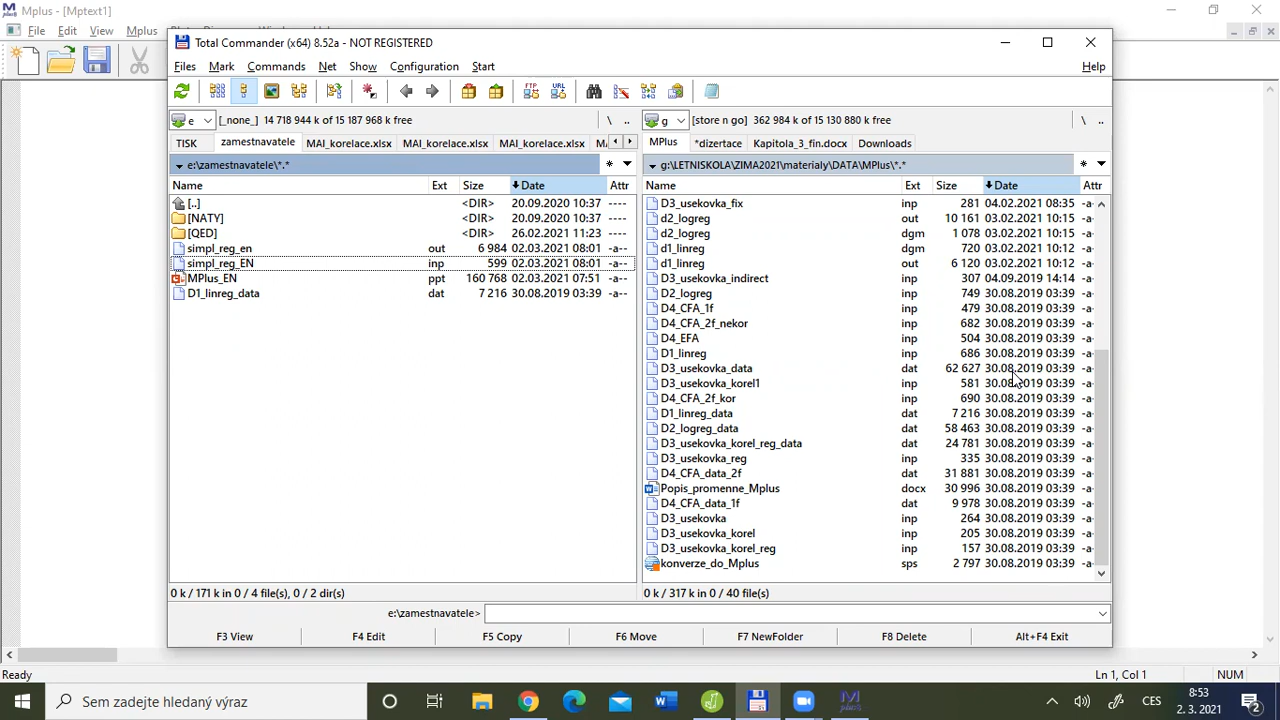 Mplus - [Mptext1]
File Edit View Mplus
Total Commander (x64) 8.52a - NOT REGISTERED
Files Mark Commands Net Show Configuration Start Help
FTP URL
e [_none_] 14 718 944 k of 15 187 968 k free \ ..
g [store n go] 362 984 k of 15 130 880 k free \ ..
TISK zamestnavatele MAI_korelace.xlsx MAI_korelace.xlsx MAI_korelace.xlsx
MPlus *dizertace Kapitola_3_fin.docx Downloads
e:\zamestnavatele\*.*
g:\LETNISKOLA\ZIMA2021\materialy\DATA\MPlus\*.*
Name Ext Size Date Attr
[..] <DIR> 20.09.2020 10:37 ----
[NATY] <DIR> 20.09.2020 10:37 ----
[QED] <DIR> 26.02.2021 11:23 ----
simpl_reg_en out 6 984 02.03.2021 08:01 -a--
simpl_reg_EN inp 599 02.03.2021 08:01 -a--
MPlus_EN ppt 160 768 02.03.2021 07:51 -a--
D1_linreg_data dat 7 216 30.08.2019 03:39 -a--
Name Ext Size Date Attr
D3_usekovka_fix inp 281 04.02.2021 08:35 -a-
d2_logreg out 10 161 03.02.2021 10:15 -a-
d2_logreg dgm 1 078 03.02.2021 10:15 -a-
d1_linreg dgm 720 03.02.2021 10:12 -a-
d1_linreg out 6 120 03.02.2021 10:12 -a-
D3_usekovka_indirect inp 307 04.09.2019 14:14 -a-
D2_logreg inp 749 30.08.2019 03:39 -a-
D4_CFA_1f inp 479 30.08.2019 03:39 -a-
D4_CFA_2f_nekor inp 682 30.08.2019 03:39 -a-
D4_EFA inp 504 30.08.2019 03:39 -a-
D1_linreg inp 686 30.08.2019 03:39 -a-
D3_usekovka_data dat 62 627 30.08.2019 03:39 -a-
D3_usekovka_korel1 inp 581 30.08.2019 03:39 -a-
D4_CFA_2f_kor inp 690 30.08.2019 03:39 -a-
D1_linreg_data dat 7 216 30.08.2019 03:39 -a-
D2_logreg_data dat 58 463 30.08.2019 03:39 -a-
D3_usekovka_korel_reg_data dat 24 781 30.08.2019 03:39 -a-
D3_usekovka_reg inp 335 30.08.2019 03:39 -a-
D4_CFA_data_2f dat 31 881 30.08.2019 03:39 -a-
Popis_promenne_Mplus docx 30 996 30.08.2019 03:39 -a-
D4_CFA_data_1f dat 9 978 30.08.2019 03:39 -a-
D3_usekovka inp 264 30.08.2019 03:39 -a-
D3_usekovka_korel inp 205 30.08.2019 03:39 -a-
D3_usekovka_korel_reg inp 157 30.08.2019 03:39 -a-
konverze_do_Mplus sps 2 797 30.08.2019 03:39 -a-
0 k / 171 k in 0 / 4 file(s), 0 / 2 dir(s)
0 k / 317 k in 0 / 40 file(s)
e:\zamestnavatele>
F3 View F4 Edit F5 Copy F6 Move F7 NewFolder F8 Delete Alt+F4 Exit
Ready Ln 1, Col 1 NUM
Sem zadejte hledaný výraz
CES
8:53
2. 3. 2021
2